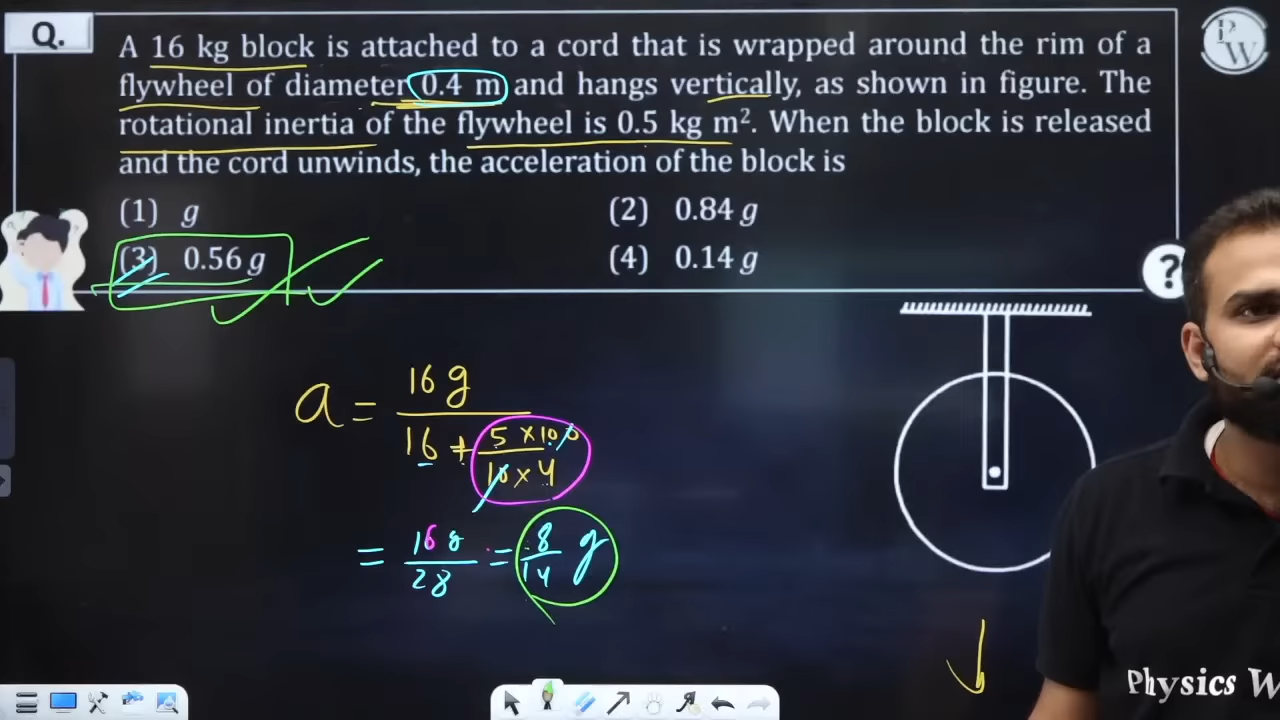 Q.
A 16 kg block is attached to a cord that is wrapped around the rim of a
flywheel of diameter 0.4 m and hangs vertically, as shown in figure. The
rotational inertia of the flywheel is 0.5 kg m². When the block is released
and the cord unwinds, the acceleration of the block is
(1) g
(2) 0.84 g
(3) 0.56 g
(4) 0.14 g
PW
?
a = 16 g
16 + 5 × 100
10 × 4
= 16 g = 8 g
28 14
Physics W